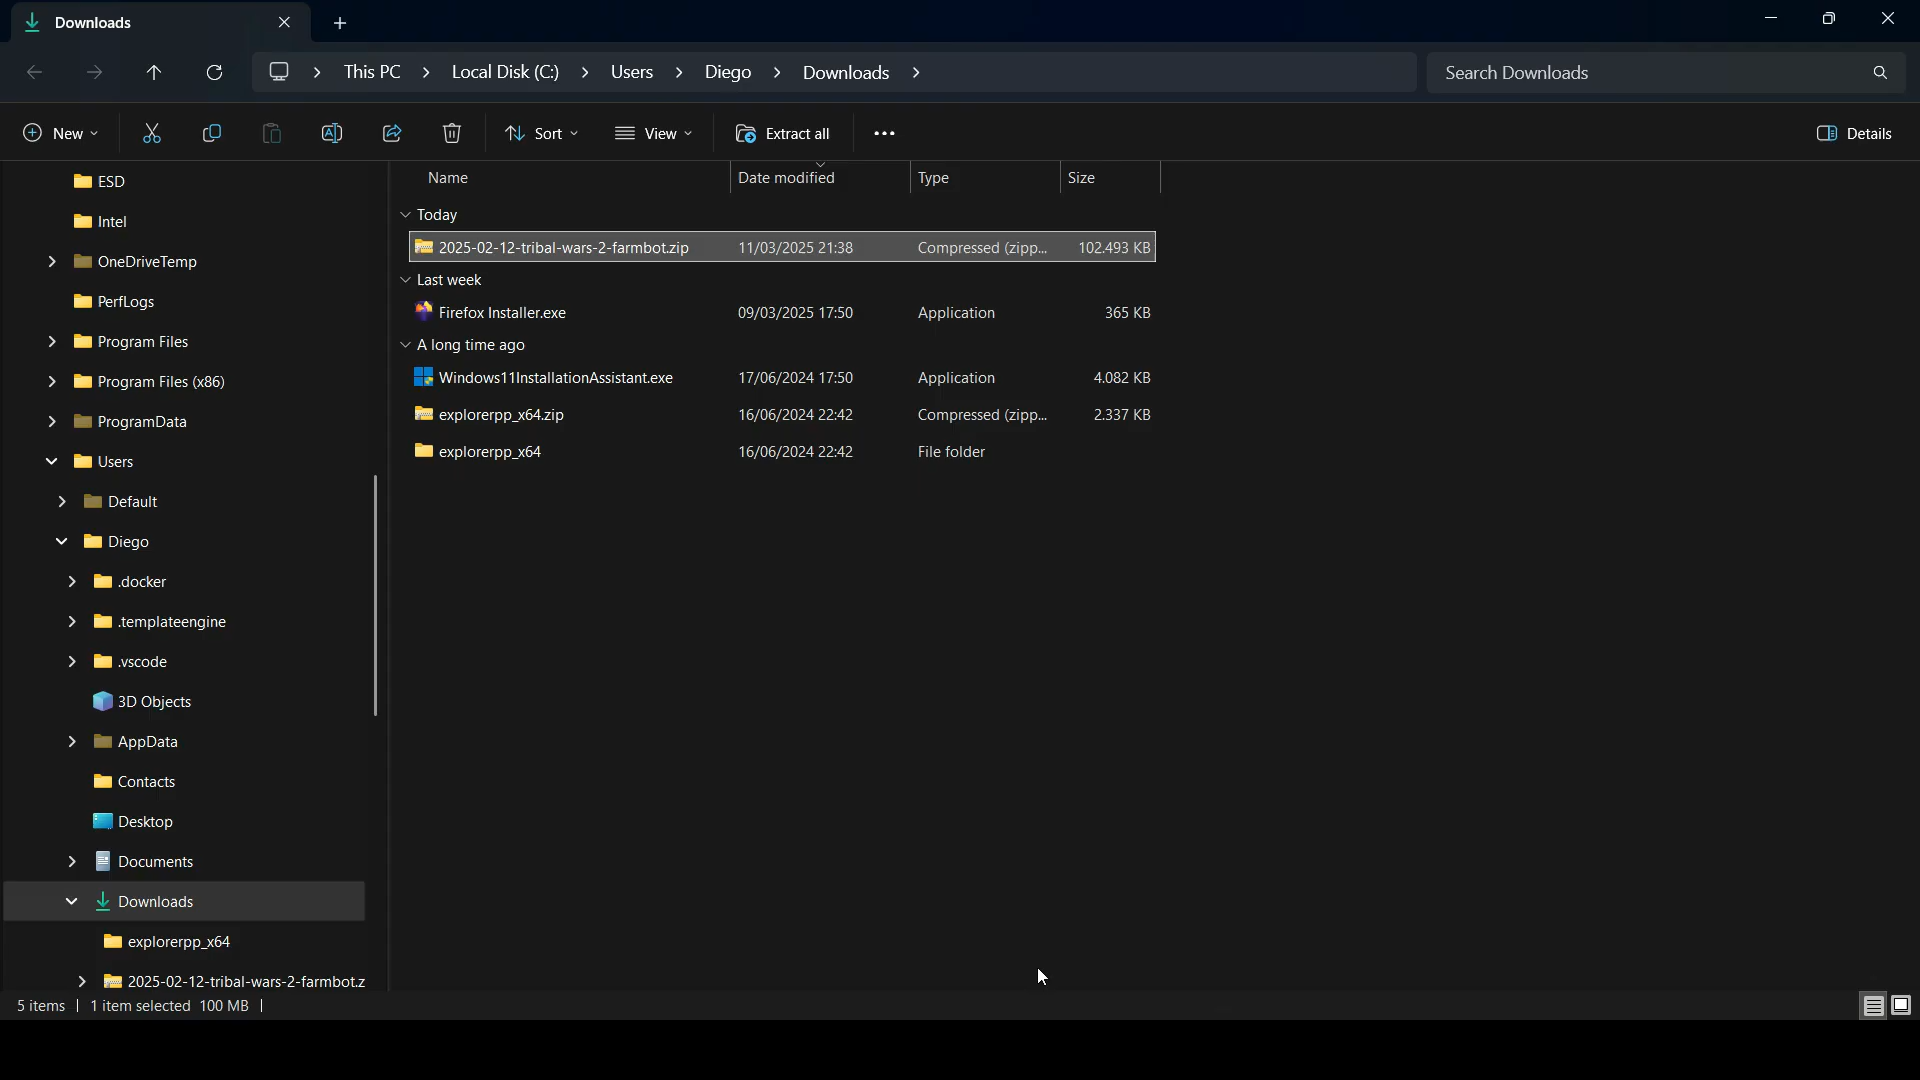 Downloads
This PC > Local Disk (C:) > Users > Diego > Downloads >
Search Downloads
New
Sort
View
Extract all
Details
ESD
Intel
OneDriveTemp
PerfLogs
Program Files
Program Files (x86)
ProgramData
Users
Default
Diego
.docker
.templateengine
.vscode
3D Objects
AppData
Contacts
Desktop
Documents
Downloads
explorerpp_x64
2025-02-12-tribal-wars-2-farmbot.z
Name Date modified Type Size
Today
2025-02-12-tribal-wars-2-farmbot.zip 11/03/2025 21:38 Compressed (zipp... 102.493 KB
Last week
Firefox Installer.exe 09/03/2025 17:50 Application 365 KB
A long time ago
Windows11InstallationAssistant.exe 17/06/2024 17:50 Application 4.082 KB
explorerpp_x64.zip 16/06/2024 22:42 Compressed (zipp... 2.337 KB
explorerpp_x64 16/06/2024 22:42 File folder
5 items | 1 item selected 100 MB |